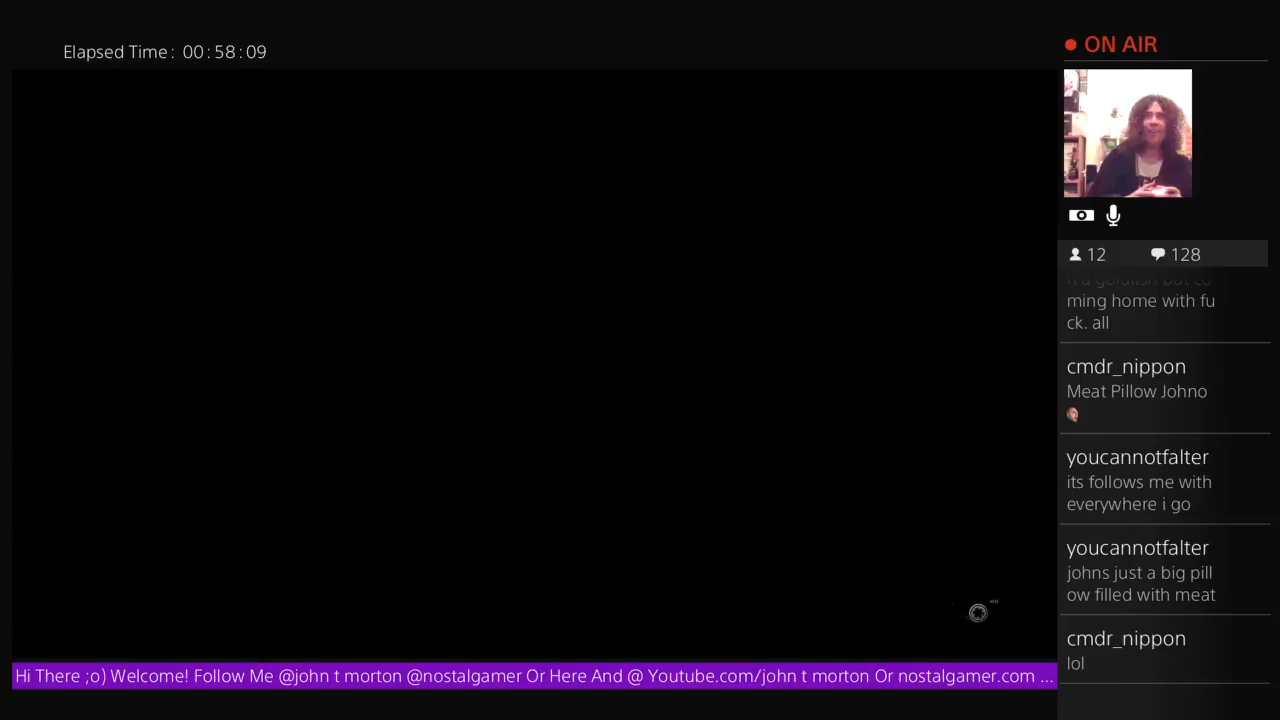 Elapsed Time: 00:58:09
ON AIR
12 128
ming home with fu
ck. all
cmdr_nippon
Meat Pillow Johno
youcannotfalter
its follows me with
everywhere i go
youcannotfalter
johns just a big pill
ow filled with meat
cmdr_nippon
lol
Hi There ;o) Welcome! Follow Me @john t morton @nostalgamer Or Here And @ Youtube.com/john t morton Or nostalgamer.com ...